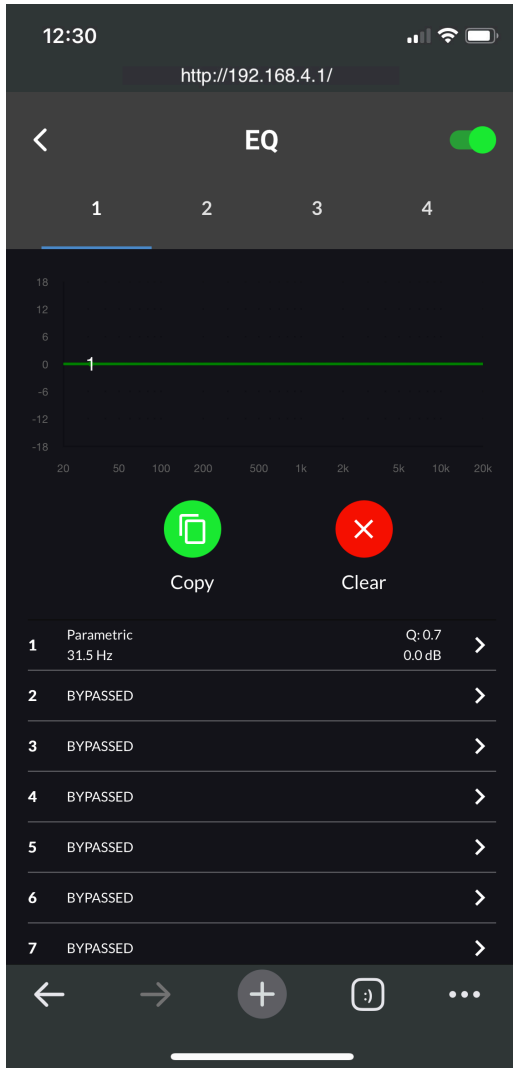 12:30
http://192.168.4.1/
EQ
1 2 3 4
18
12
6
0
1
-6
-12
-18
20 50 100 200 500 1k 2k 5k 10k 20k
Copy Clear
1 Parametric Q: 0.7
31.5 Hz 0.0 dB
2 BYPASSED
3 BYPASSED
4 BYPASSED
5 BYPASSED
6 BYPASSED
7 BYPASSED
:)